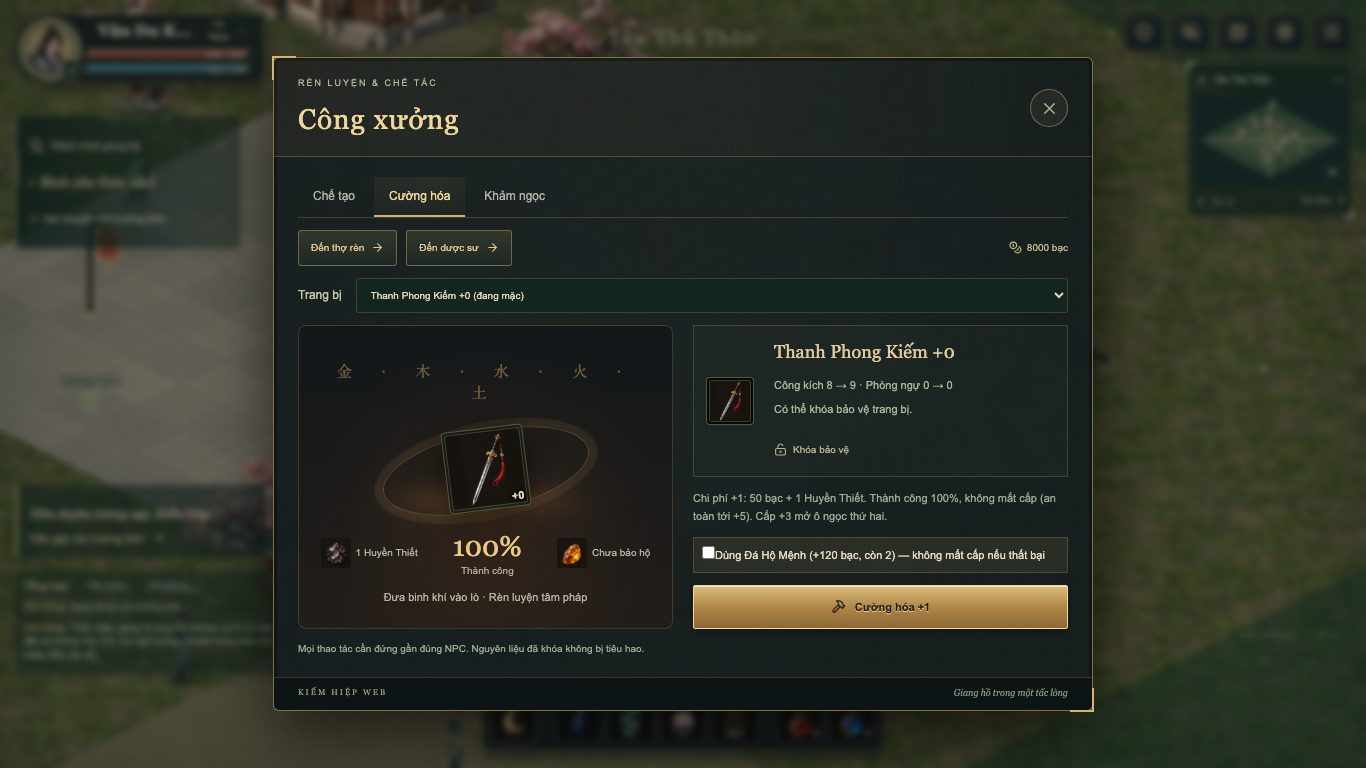 RÈN LUYỆN & CHẾ TÁC
Công xưởng
Chế tạo
Cường hóa
Khảm ngọc
Đến thợ rèn →
Đến dược sư →
8000 bạc
Trang bị
Thanh Phong Kiếm +0 (đang mặc)
金 · 木 · 水 · 火 ·
土
+0
1 Huyền Thiết
100%
Thành công
Chưa bảo hộ
Đưa binh khí vào lò · Rèn luyện tâm pháp
Thanh Phong Kiếm +0
Công kích 8 → 9 · Phòng ngự 0 → 0
Có thể khóa bảo vệ trang bị.
Khóa bảo vệ
Chi phí +1: 50 bạc + 1 Huyền Thiết. Thành công 100%, không mất cấp (an
toàn tới +5). Cấp +3 mở ô ngọc thứ hai.
Dùng Đá Hộ Mệnh (+120 bạc, còn 2) — không mất cấp nếu thất bại
Cường hóa +1
Mọi thao tác cần đứng gần đúng NPC. Nguyên liệu đã khóa không bị tiêu hao.
KIẾM HIỆP WEB
Giang hồ trong một tấc lòng